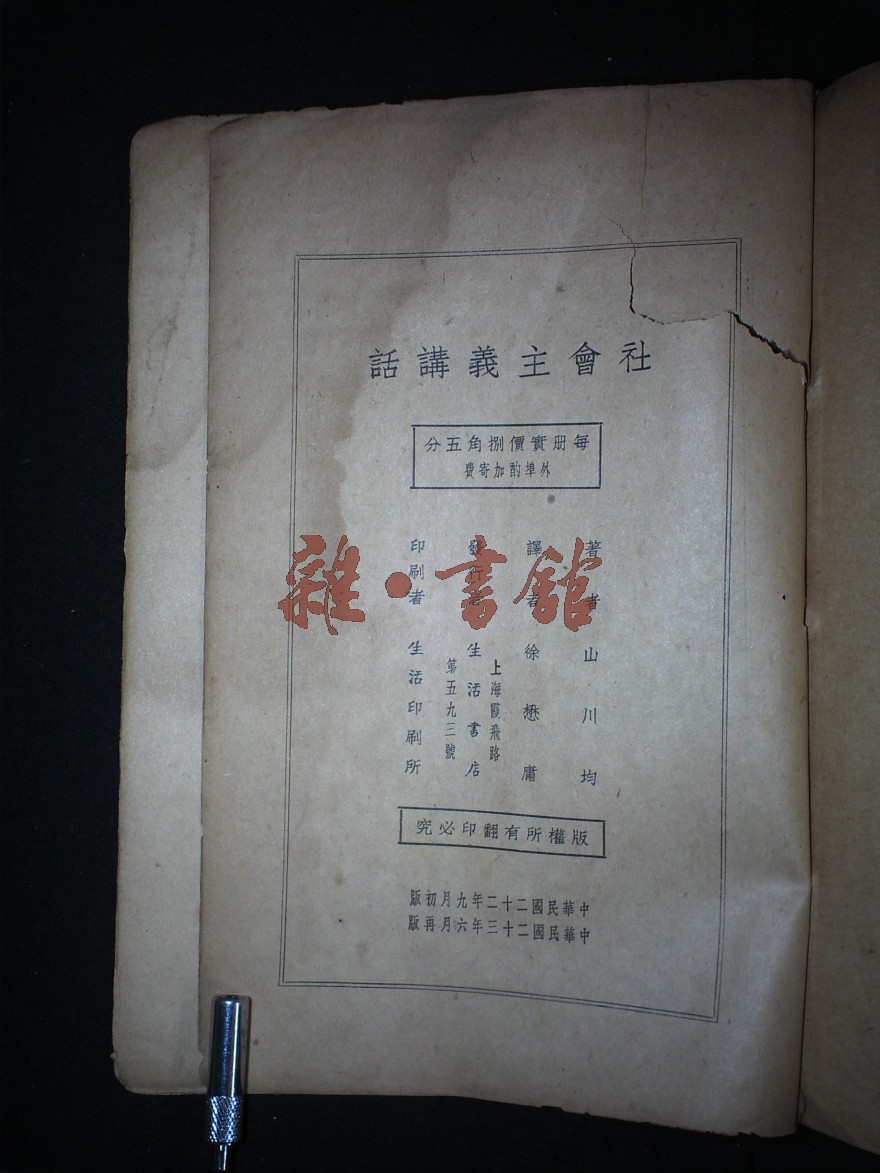 社會主義講話
每册實價捌角五分
外埠酌加寄費
著者 山川均
譯者 徐懋庸
上海霞飛路
發行者 生活書店
第五九三號
印刷者 生活印刷所
版權所有翻印必究
中華民國二十二年九月初版
中華民國二十三年六月再版
雜·書館